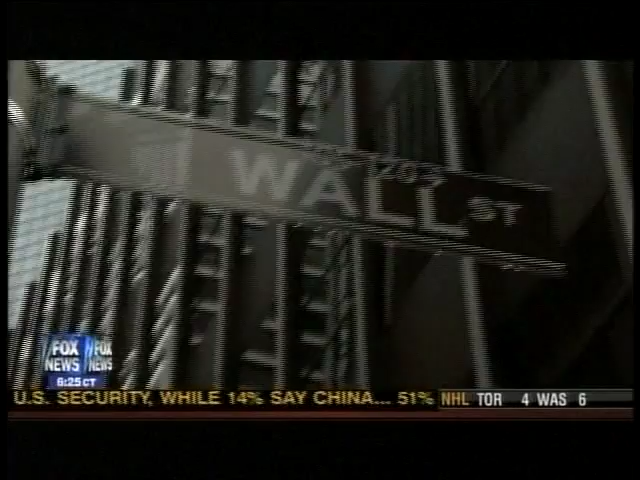 WALL ST
FOX NEWS
FOX NEWS
6:25 CT
U.S. SECURITY, WHILE 14% SAY CHINA... 51%
NHL TOR 4 WAS 6